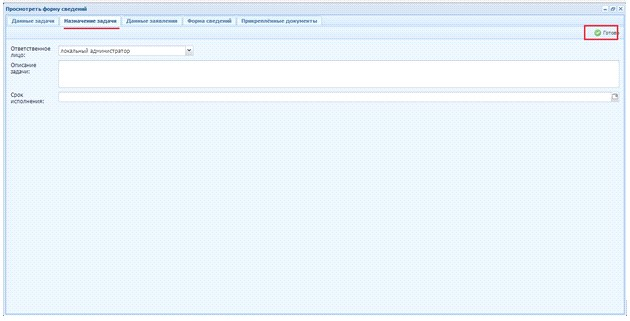 Просмотреть форму сведений
Данные задачи Назначение задачи Данные заявления Форма сведений Прикреплённые документы
Готово
Ответственное лицо: локальный администратор
Описание задачи:
Срок исполнения: